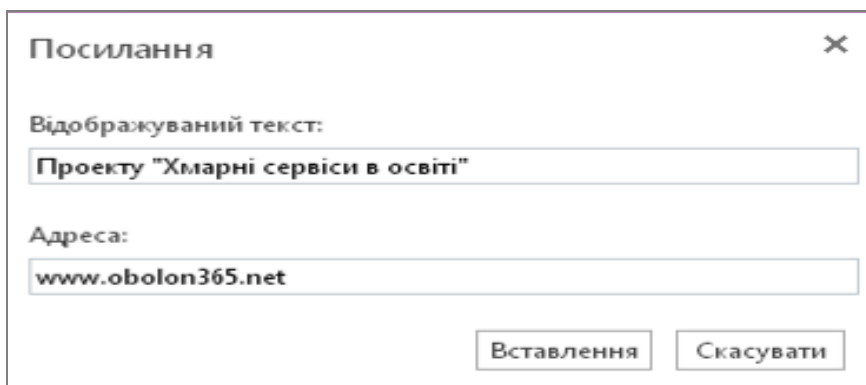 Посилання
Відображуваний текст:
Проекту "Хмарні сервіси в освіті"
Адреса:
www.obolon365.net
Вставлення Скасувати